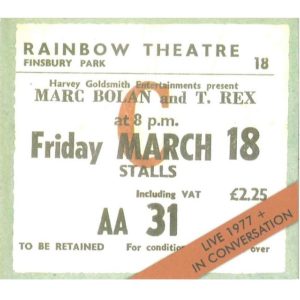 RAINBOW THEATRE
FINSBURY PARK 18
Harvey Goldsmith Entertainments present
MARC BOLAN and T. REX
at 8 p.m.
C
Friday MARCH 18
STALLS
Including VAT £2.25
AA 31
TO BE RETAINED For conditions over
LIVE 1977 +
IN CONVERSATION